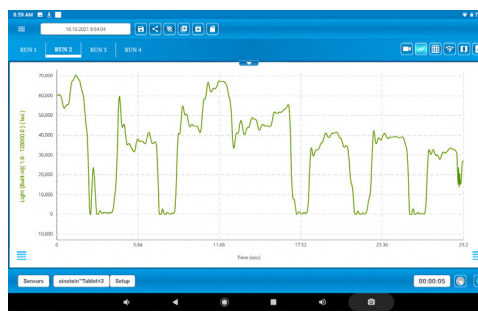 8:59 AM
18.10.2021 8:54:04
RUN 1 RUN 2 RUN 3 RUN 4
Light (Built-in)( 1.0 - 128000.0 ) [ lux ]
70,000
60,000
50,000
40,000
30,000
20,000
10,000
0
-10,000
0 5.84 11.68 17.52 23.36 29.2
Time (sec)
Sensors einstein™Tablet+3 Setup 00:00:05